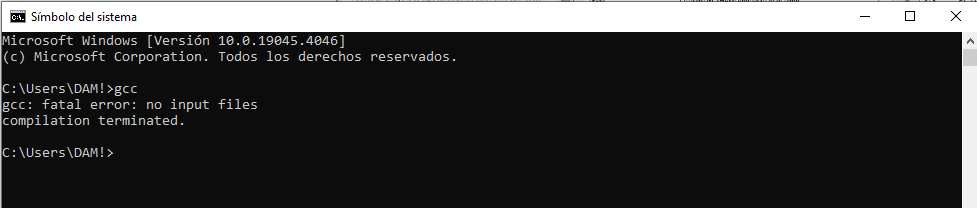 Símbolo del sistema
Microsoft Windows [Versión 10.0.19045.4046]
(c) Microsoft Corporation. Todos los derechos reservados.
C:\Users\DAM!>gcc
gcc: fatal error: no input files
compilation terminated.
C:\Users\DAM!>